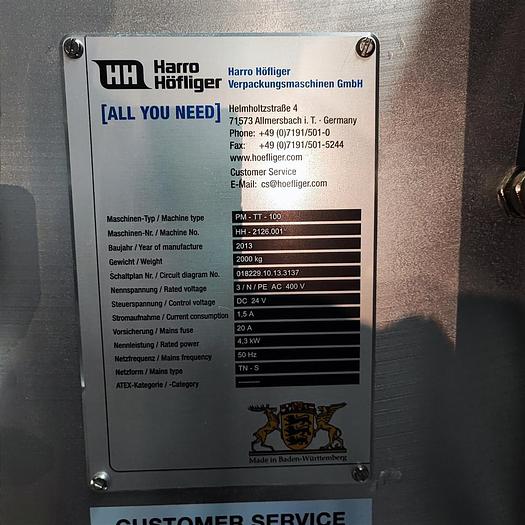 HH Harro Höfliger
Harro Höfliger
Verpackungsmaschinen GmbH
[ALL YOU NEED]
Helmholtzstraße 4
71573 Allmersbach i. T. · Germany
Phone: +49 (0)7191/501-0
Fax: +49 (0)7191/501-5244
www.hoefliger.com
Customer Service
E-Mail: cs@hoefliger.com
Maschinen-Typ / Machine type PM - TT - 100
Maschinen-Nr. / Machine No. HH - 2126.001
Baujahr / Year of manufacture 2013
Gewicht / Weight 2000 kg
Schaltplan Nr. / Circuit diagram No. 018229.10.13.3137
Nennspannung / Rated voltage 3 / N / PE AC 400 V
Steuerspannung / Control voltage DC 24 V
Stromaufnahme / Current consumption 1,5 A
Vorsicherung / Mains fuse 20 A
Nennleistung / Rated power 4,3 kW
Netzfrequenz / Mains frequency 50 Hz
Netzform / Mains type TN - S
ATEX-Kategorie / -Category ———
Made in Baden-Württemberg
CUSTOMER SERVICE